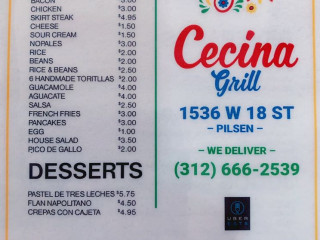 BACON $3.00
CHICKEN $3.00
SKIRT STEAK $4.95
CHEESE $1.50
SOUR CREAM $1.50
NOPALES $3.00
RICE $2.00
BEANS $2.00
RICE & BEANS $2.50
6 HANDMADE TORITLLAS $2.00
GUACAMOLE $4.00
AGUACATE $4.00
SALSA $2.50
FRENCH FRIES $3.00
PANCAKES $3.00
EGG $1.00
HOUSE SALAD $3.50
PICO DE GALLO $2.00
DESSERTS
PASTEL DE TRES LECHES $5.75
FLAN NAPOLITANO $4.50
CREPAS CON CAJETA $4.95
Cecina
Grill
1536 W 18 ST
– PILSEN –
– WE DELIVER –
(312) 666-2539
UBER